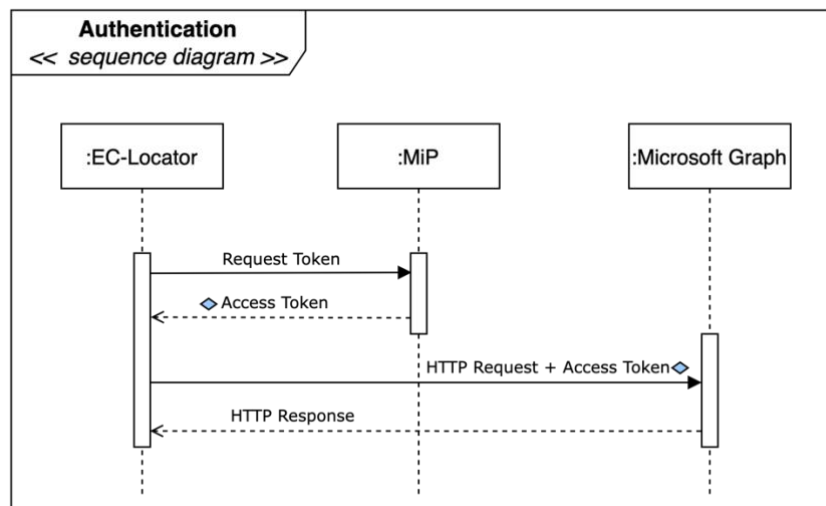 Authentication
<< sequence diagram >>
:EC-Locator
:MiP
:Microsoft Graph
Request Token
Access Token
HTTP Request + Access Token
HTTP Response